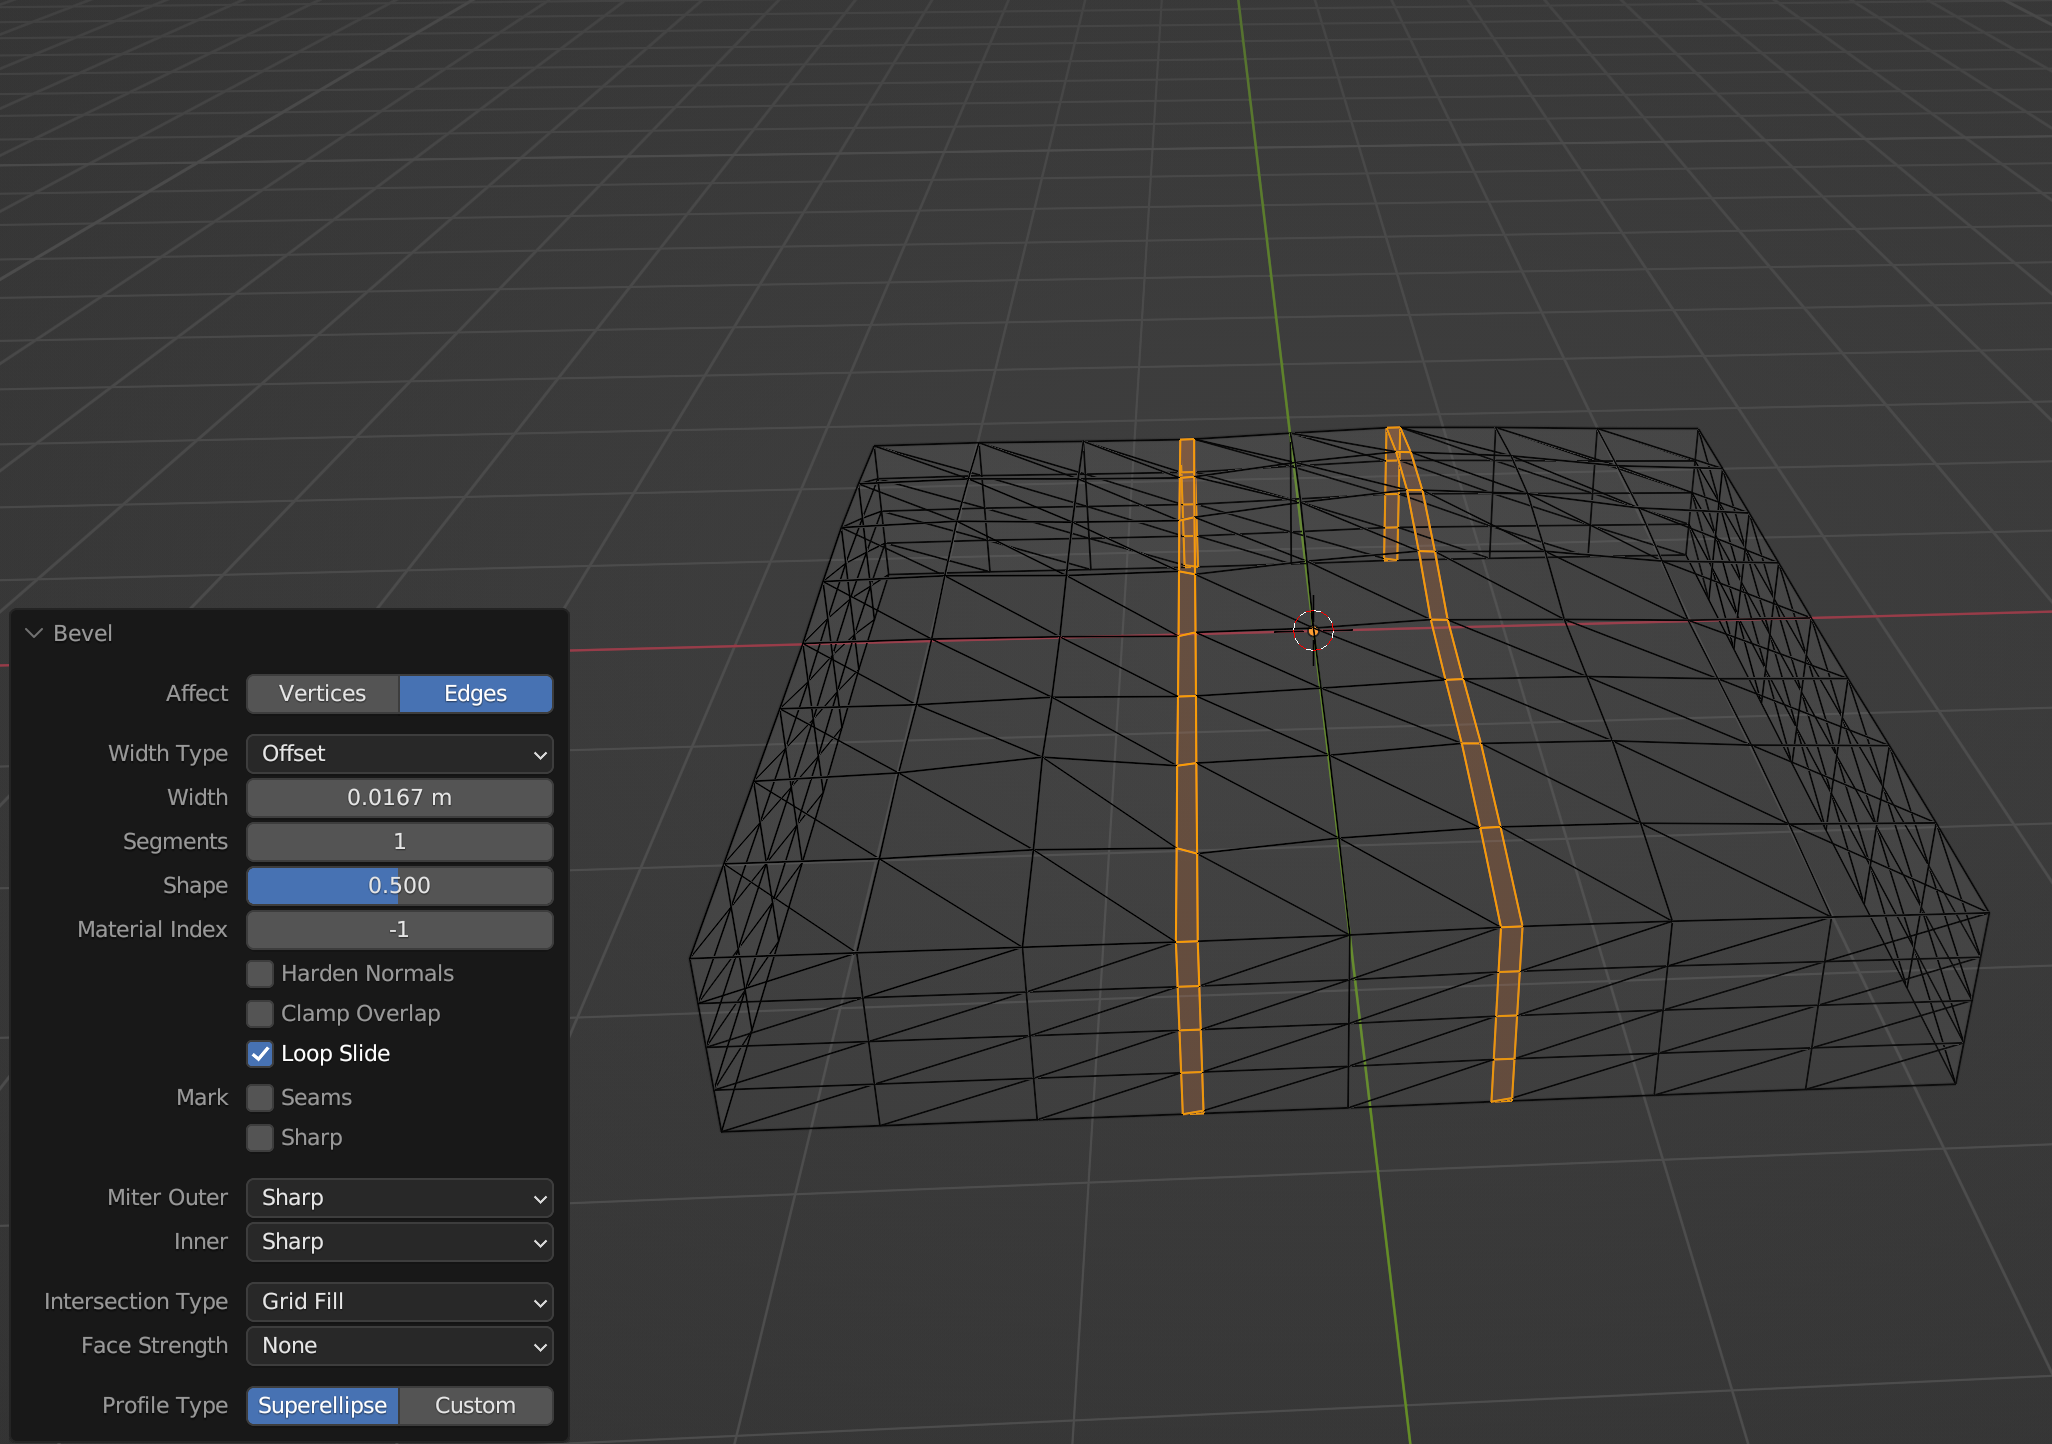 Bevel
Affect Vertices Edges
Width Type Offset
Width 0.0167 m
Segments 1
Shape 0.500
Material Index -1
Harden Normals
Clamp Overlap
Loop Slide
Mark Seams
Sharp
Miter Outer Sharp
Inner Sharp
Intersection Type Grid Fill
Face Strength None
Profile Type Superellipse Custom